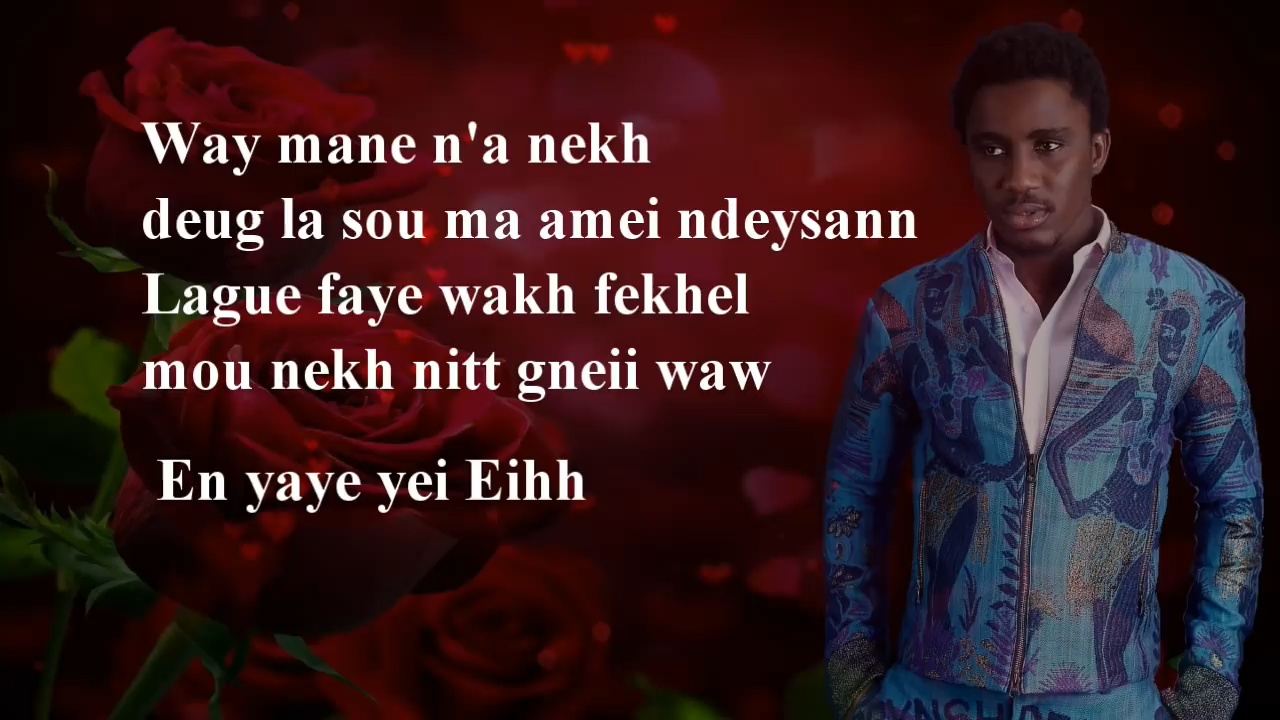 Way mane n'a nekh
deug la sou ma amei ndeysann
Lague faye wakh fekhel
mou nekh nitt gneii waw
En yaye yei Eihh